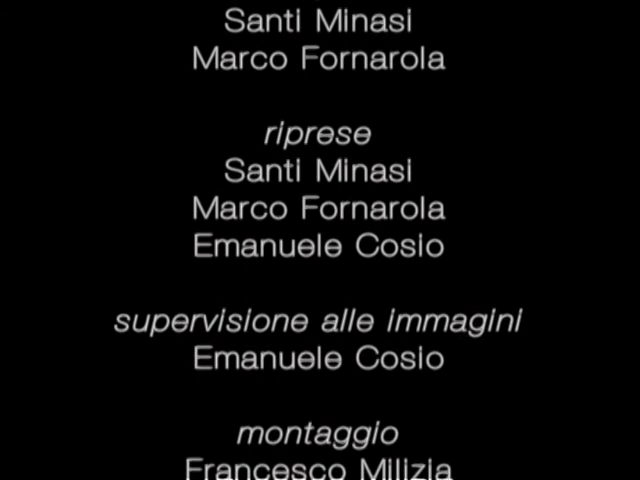 Santi Minasi
Marco Fornarola
riprese
Santi Minasi
Marco Fornarola
Emanuele Cosio
supervisione alle immagini
Emanuele Cosio
montaggio
Francesco Milizia